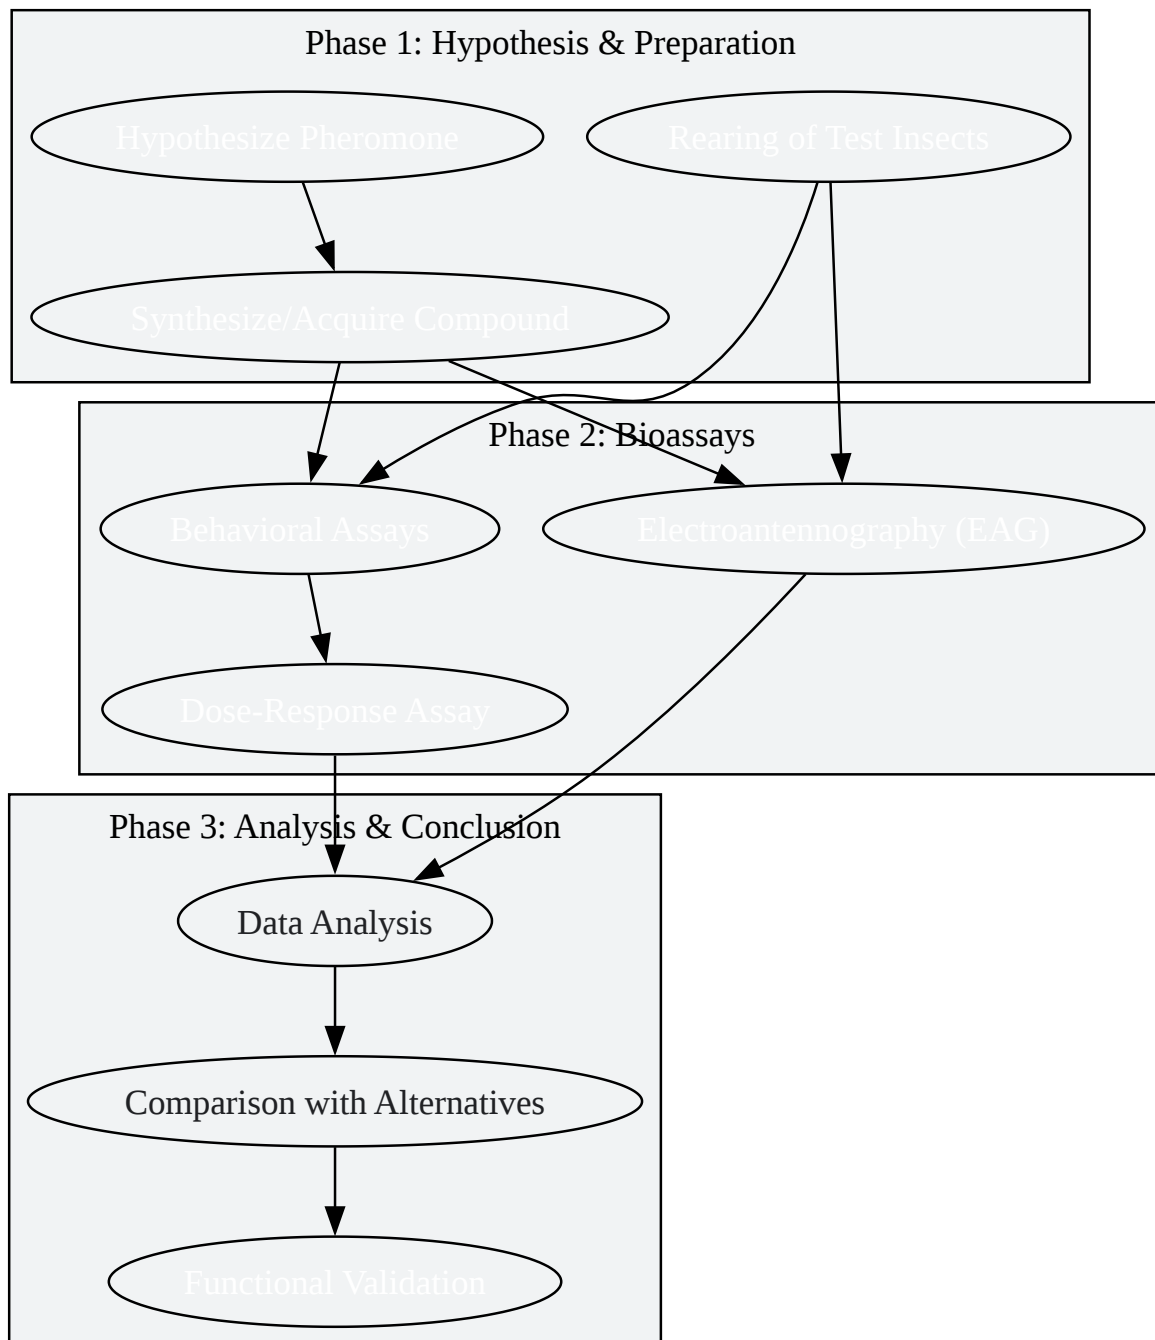 Phase 1: Hypothesis & Preparation
Hypothesize Pheromone
Rearing of Test Insects
Synthesize/Acquire Compound
Phase 2: Bioassays
Behavioral Assays
Electroantennography (EAG)
Dose-Response Assay
Phase 3: Analysis & Conclusion
Data Analysis
Comparison with Alternatives
Functional Validation